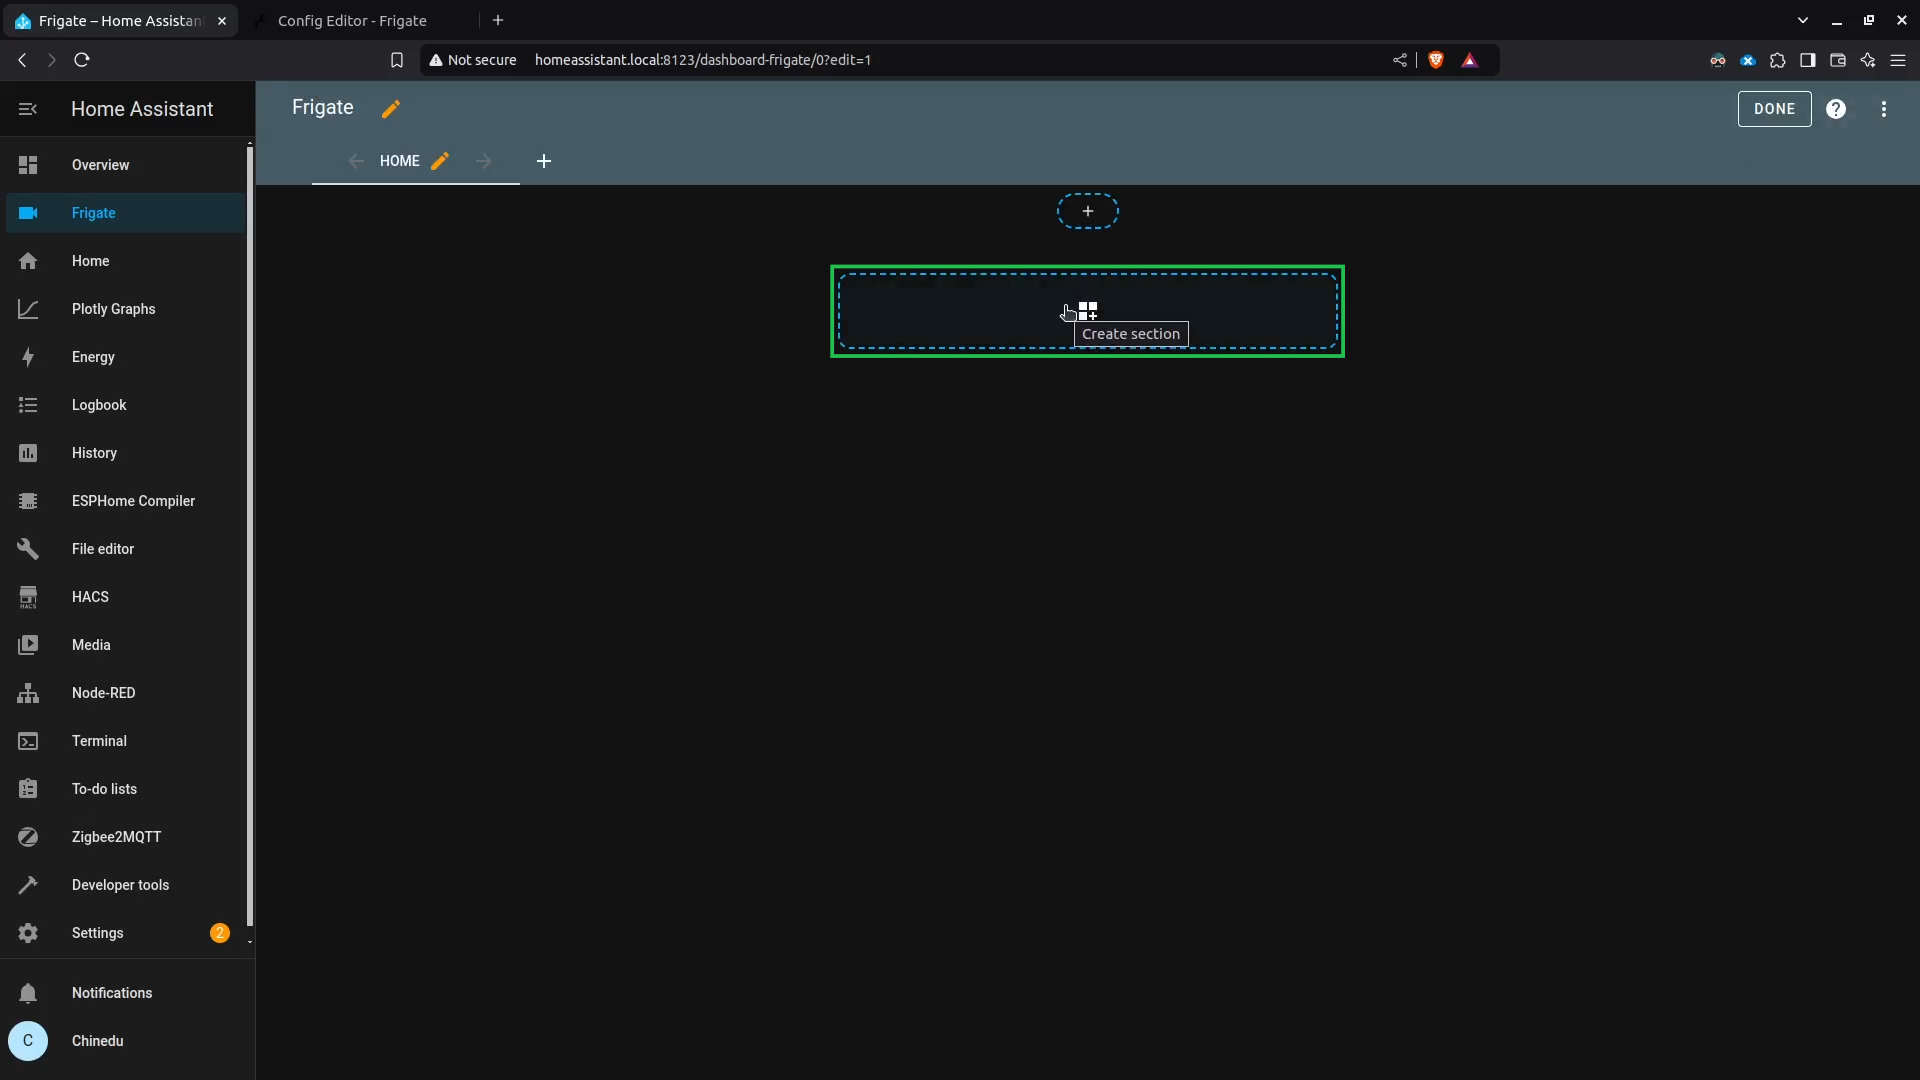 Frigate – Home Assistan
Config Editor - Frigate
Not secure
homeassistant.local:8123/dashboard-frigate/0?edit=1
Home Assistant
Frigate
DONE
HOME
Overview
Frigate
Home
Plotly Graphs
Energy
Logbook
History
ESPHome Compiler
File editor
HACS
HACS
Media
Node-RED
Terminal
To-do lists
Zigbee2MQTT
Developer tools
Settings
2
Notifications
C
Chinedu
Create section